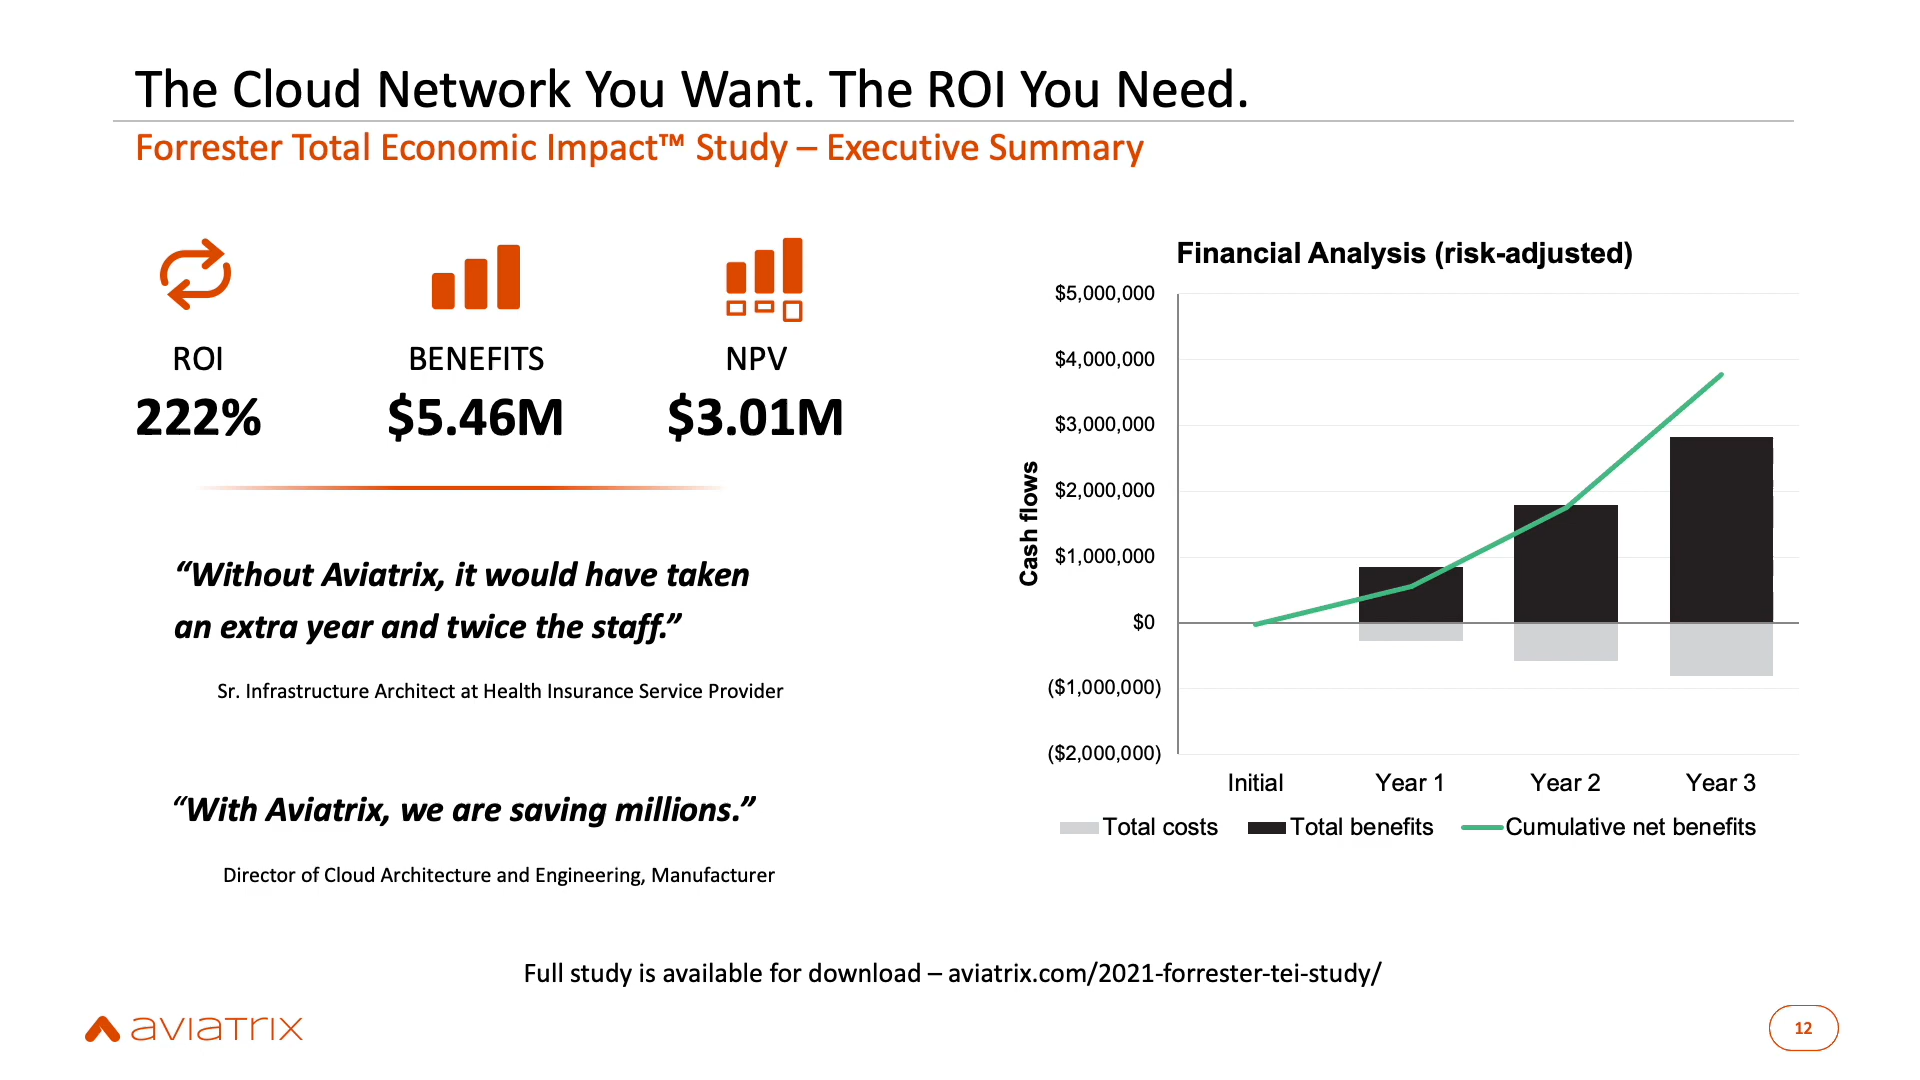 The Cloud Network You Want. The ROI You Need.
Forrester Total Economic Impact™ Study – Executive Summary
ROI
222%
BENEFITS
$5.46M
NPV
$3.01M
“Without Aviatrix, it would have taken
an extra year and twice the staff.”
Sr. Infrastructure Architect at Health Insurance Service Provider
“With Aviatrix, we are saving millions.”
Director of Cloud Architecture and Engineering, Manufacturer
Financial Analysis (risk-adjusted)
Cash flows
$5,000,000
$4,000,000
$3,000,000
$2,000,000
$1,000,000
$0
($1,000,000)
($2,000,000)
Initial Year 1 Year 2 Year 3
Total costs Total benefits Cumulative net benefits
Full study is available for download – aviatrix.com/2021-forrester-tei-study/
aviatrix
12